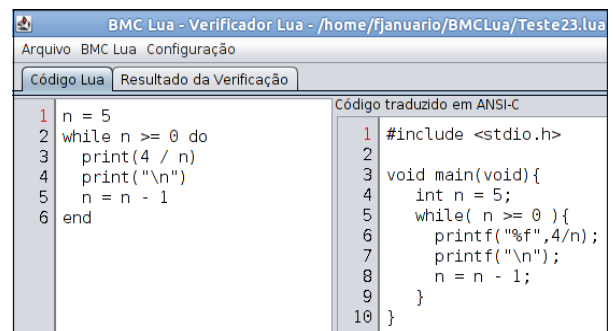 BMC Lua - Verificador Lua - /home/fjanuario/BMCLua/Teste23.lua
Arquivo BMC Lua Configuração
Código Lua Resultado da Verificação
1 n = 5
2 while n >= 0 do
3 print(4 / n)
4 print("\n")
5 n = n - 1
6 end
Código traduzido em ANSI-C
1 #include <stdio.h>
2
3 void main(void){
4 int n = 5;
5 while( n >= 0 ){
6 printf("%f",4/n);
7 printf("\n");
8 n = n - 1;
9 }
10 }